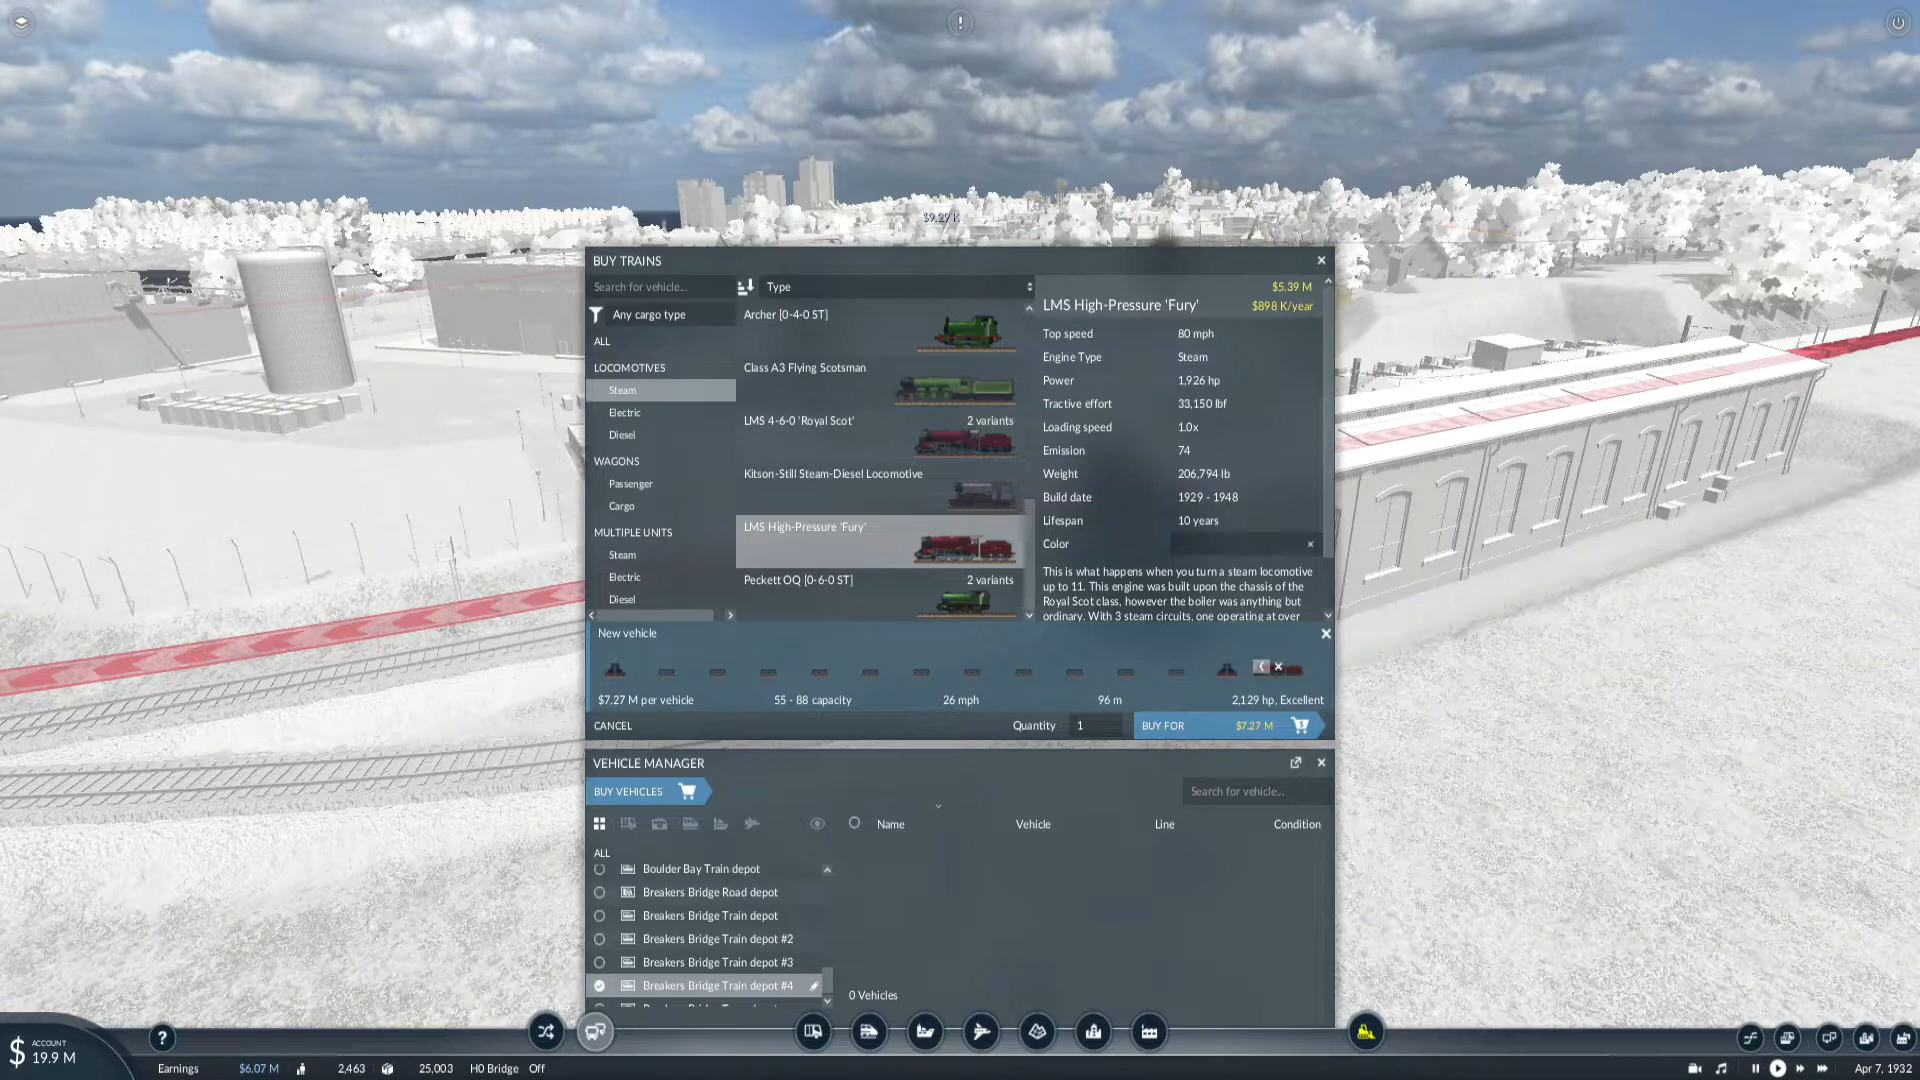 !
$9.29 K
BUY TRAINS
Search for vehicle...
Type
Any cargo type
ALL
LOCOMOTIVES
Steam
Electric
Diesel
WAGONS
Passenger
Cargo
MULTIPLE UNITS
Steam
Electric
Diesel
Archer [0-4-0 ST]
Class A3 Flying Scotsman
LMS 4-6-0 'Royal Scot'
2 variants
Kitson-Still Steam-Diesel Locomotive
LMS High-Pressure 'Fury'
Peckett OQ [0-6-0 ST]
2 variants
$5.39 M
LMS High-Pressure 'Fury'
$898 K/year
Top speed 80 mph
Engine Type Steam
Power 1,926 hp
Tractive effort 33,150 lbf
Loading speed 1.0x
Emission 74
Weight 206,794 lb
Build date 1929 - 1948
Lifespan 10 years
Color
This is what happens when you turn a steam locomotive
up to 11. This engine was built upon the chassis of the
Royal Scot class, however the boiler was anything but
ordinary. With 3 steam circuits, one operating at over
New vehicle
$7.27 M per vehicle 55 - 88 capacity 26 mph 96 m 2,129 hp, Excellent
CANCEL Quantity 1 BUY FOR $7.27 M
VEHICLE MANAGER
BUY VEHICLES
Search for vehicle...
Name Vehicle Line Condition
ALL
Boulder Bay Train depot
Breakers Bridge Road depot
Breakers Bridge Train depot
Breakers Bridge Train depot #2
Breakers Bridge Train depot #3
Breakers Bridge Train depot #4
0 Vehicles
?
$ ACCOUNT
19.9 M
Earnings $6.07 M 2,463 25,003 H0 Bridge Off
Apr 7, 1932